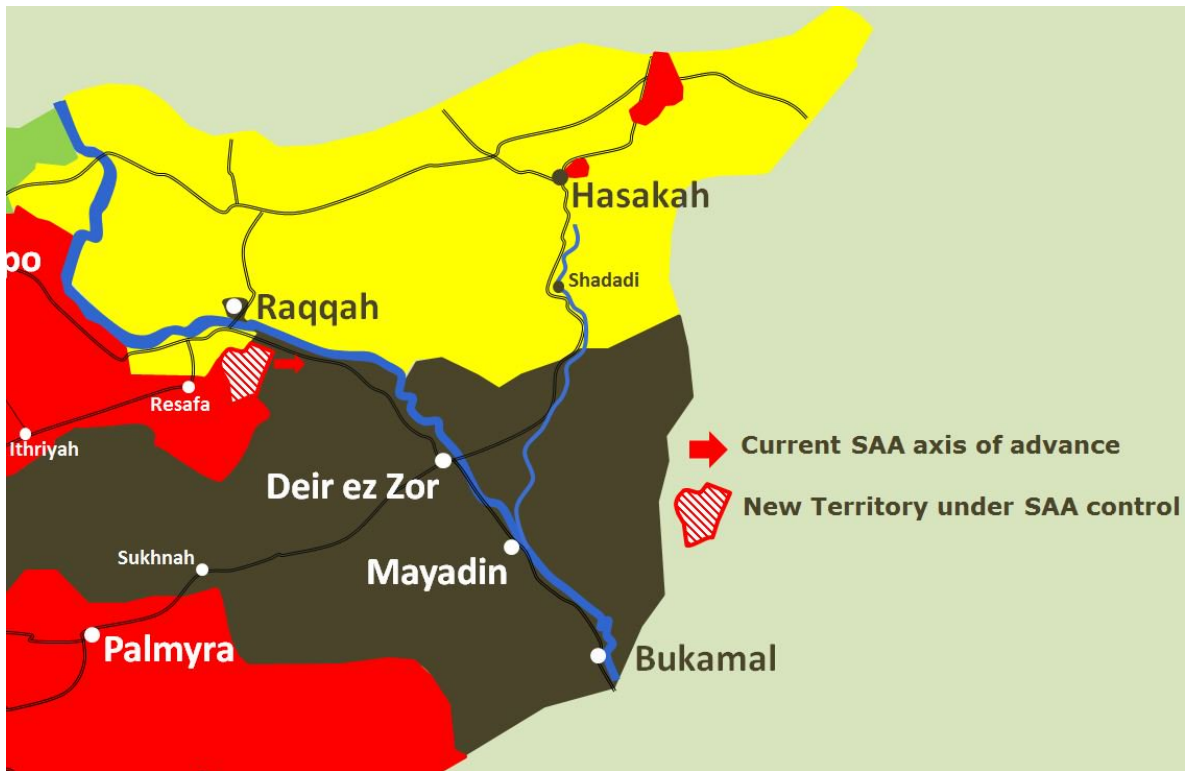 Hasakah
po
Shadadi
Raqqah
Resafa
Ithriyah
Current SAA axis of advance
Deir ez Zor
New Territory under SAA control
Sukhnah
Mayadin
Palmyra
Bukamal